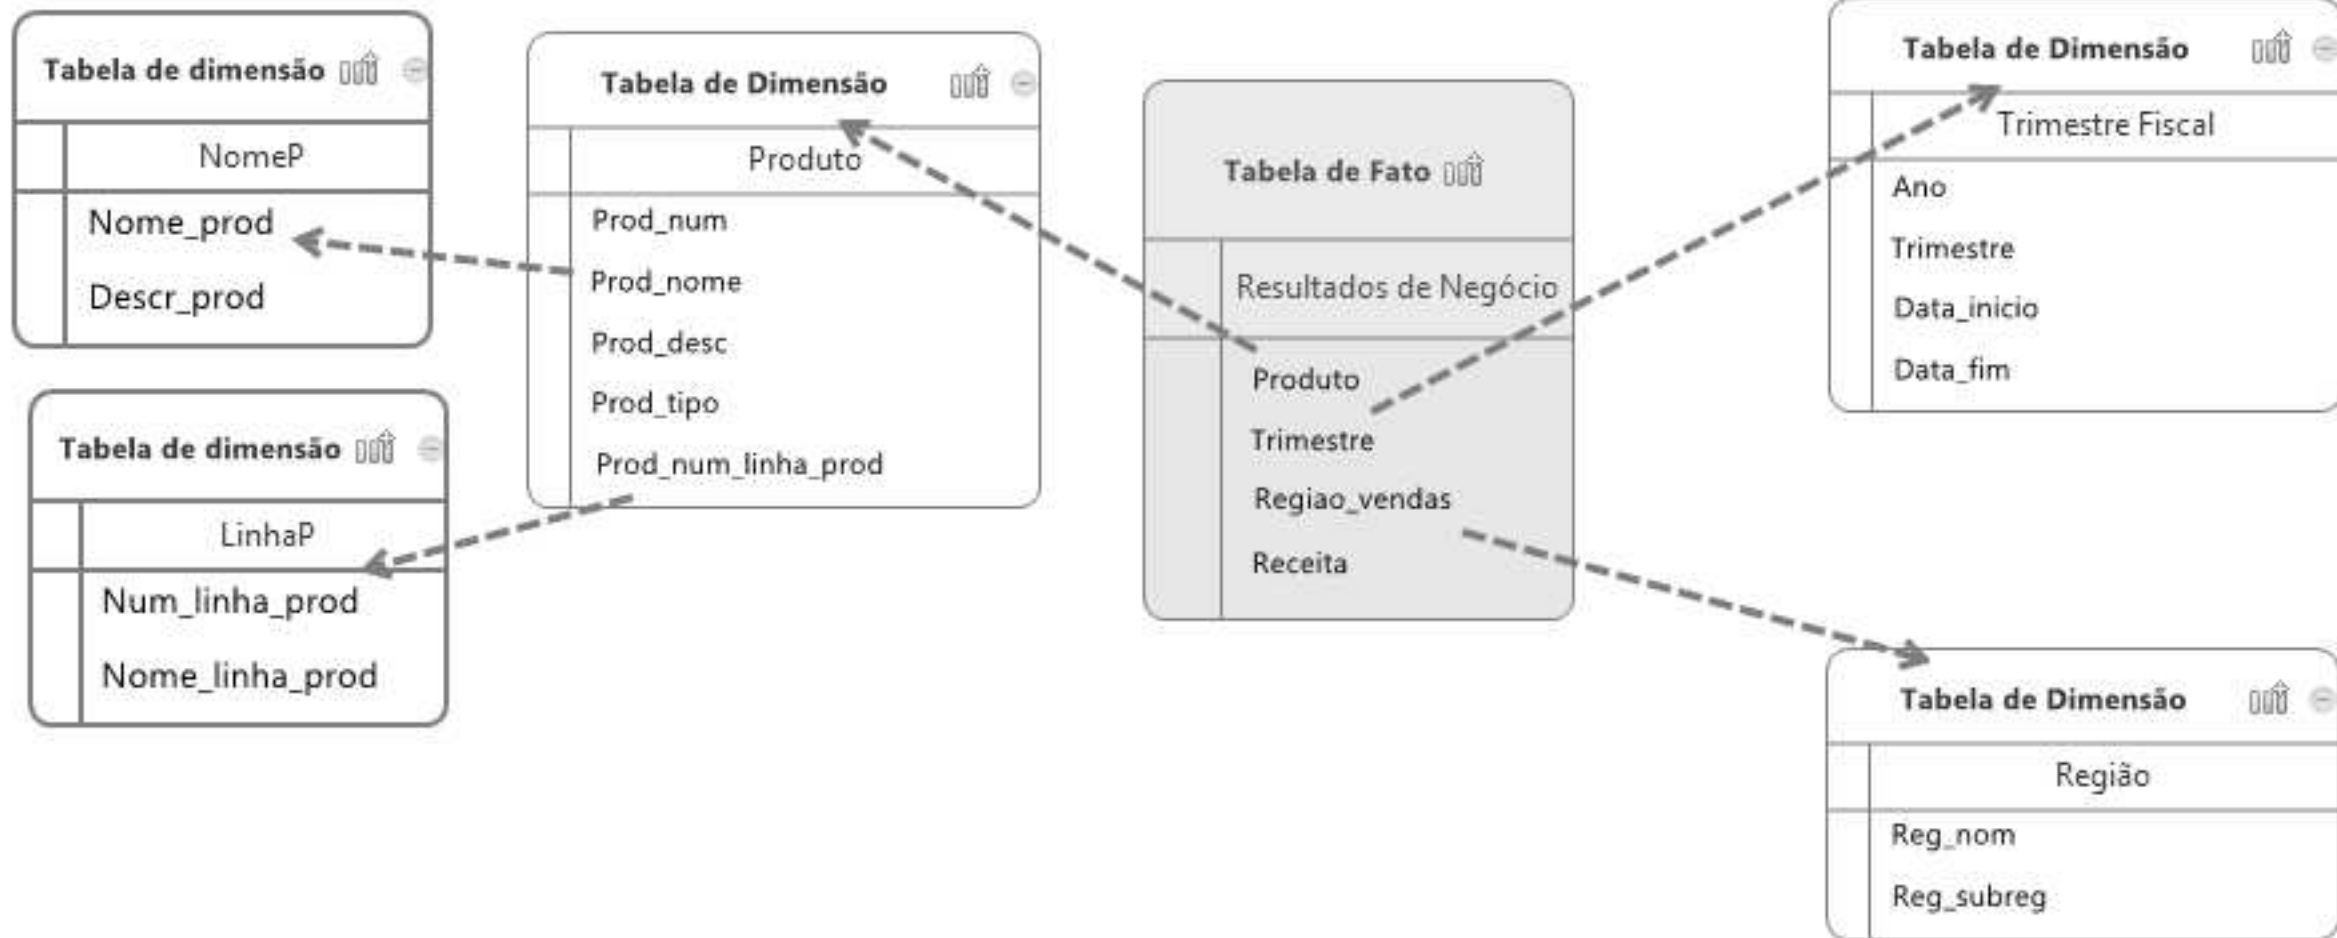 Tabela de dimensão
NomeP
Nome_prod
Descr_prod
Tabela de dimensão
LinhaP
Num_linha_prod
Nome_linha_prod
Tabela de Dimensão
Produto
Prod_num
Prod_nome
Prod_desc
Prod_tipo
Prod_num_linha_prod
Tabela de Fato
Resultados de Negócio
Produto
Trimestre
Regiao_vendas
Receita
Tabela de Dimensão
Trimestre Fiscal
Ano
Trimestre
Data_inicio
Data_fim
Tabela de Dimensão
Região
Reg_nom
Reg_subreg